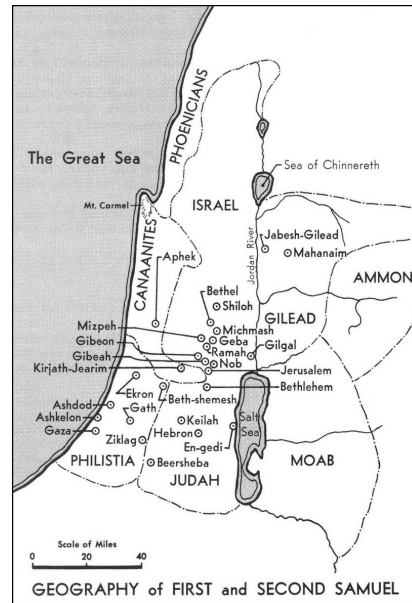 PHOENICIANS
The Great Sea
Sea of Chinnereth
Mt. Carmel
ISRAEL
CANAANITES
Jordan River
Jabesh-Gilead
Mahanaim
Aphek
AMMON
Bethel
Shiloh
GILEAD
Mizpeh
Michmash
Gibeon
Geba
Ramah
Gilgal
Gibeah
Nob
Kirjath-Jearim
Jerusalem
Bethlehem
Ekron
Beth-shemesh
Ashdod
Gath
Ashkelon
Keilah
Salt
Sea
Gaza
Hebron
Ziklag
En-gedi
PHILISTIA
Beersheba
MOAB
JUDAH
Scale of Miles
0 20 40
GEOGRAPHY of FIRST and SECOND SAMUEL